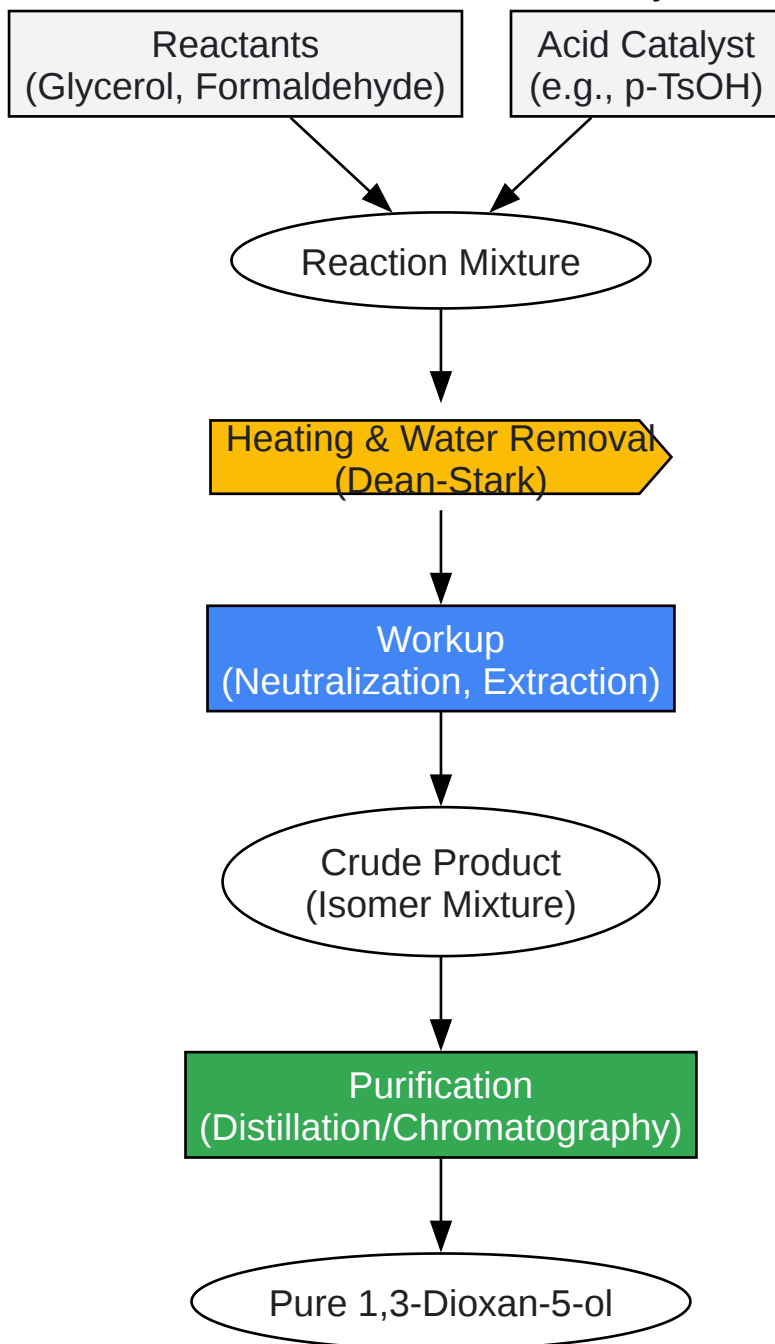 Reactants
(Glycerol, Formaldehyde)
Acid Catalyst
(e.g., p-TsOH)
Reaction Mixture
Heating & Water Removal
(Dean-Stark)
Workup
(Neutralization, Extraction)
Crude Product
(Isomer Mixture)
Purification
(Distillation/Chromatography)
Pure 1,3-Dioxan-5-ol